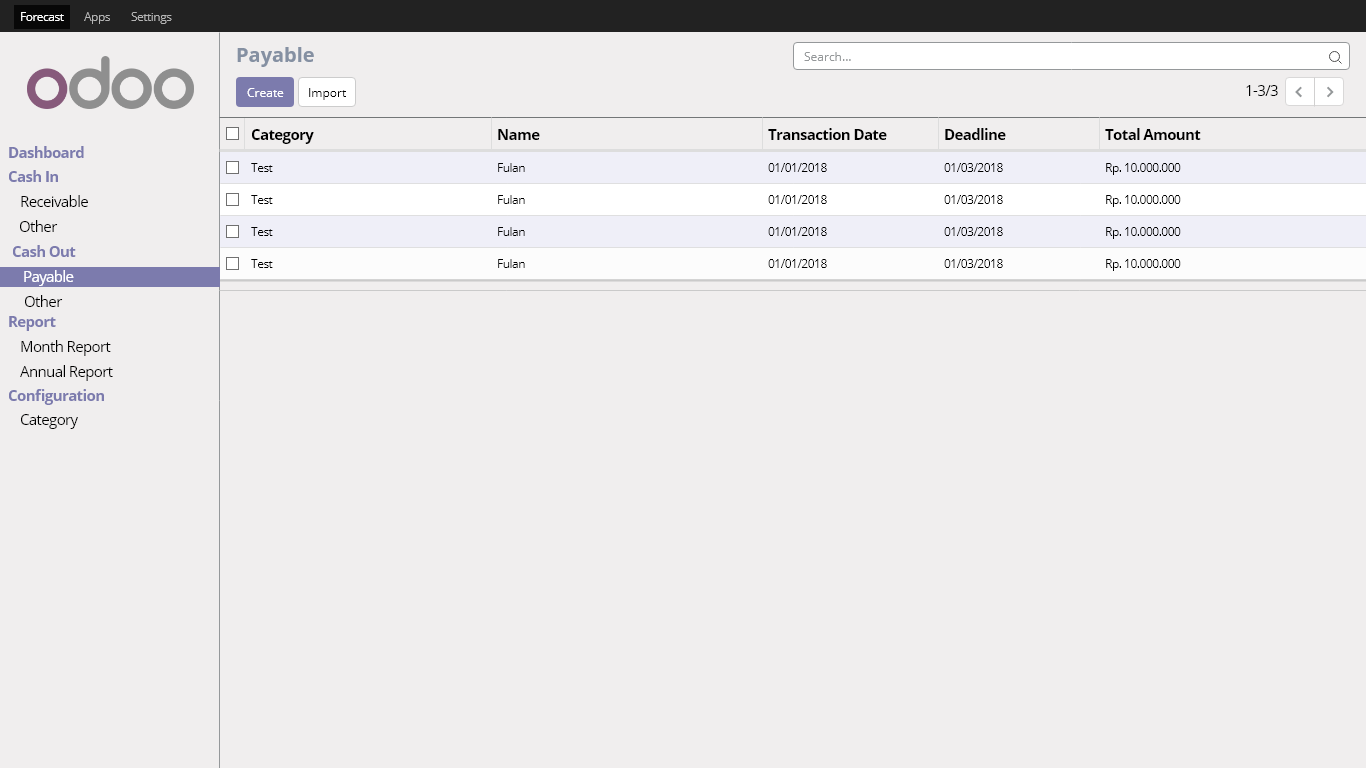 Forecast Apps Settings
odoo
Payable
Search...
Create Import
1-3/3
Dashboard
Cash In
Receivable
Other
Cash Out
Payable
Other
Report
Month Report
Annual Report
Configuration
Category
Category Name Transaction Date Deadline Total Amount
Test Fulan 01/01/2018 01/03/2018 Rp. 10.000.000
Test Fulan 01/01/2018 01/03/2018 Rp. 10.000.000
Test Fulan 01/01/2018 01/03/2018 Rp. 10.000.000
Test Fulan 01/01/2018 01/03/2018 Rp. 10.000.000